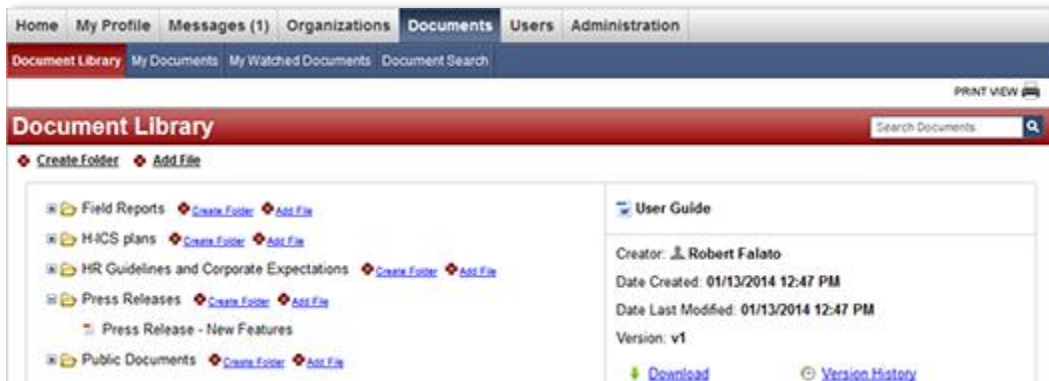 Home My Profile Messages (1) Organizations Documents Users Administration
Document Library My Documents My Watched Documents Document Search
PRINT VIEW
Document Library Search Documents
Create Folder Add File
Field Reports Create Folder Add File
H-ICS plans Create Folder Add File
HR Guidelines and Corporate Expectations Create Folder Add File
Press Releases Create Folder Add File
Press Release - New Features
Public Documents Create Folder Add File
User Guide
Creator: Robert Falato
Date Created: 01/13/2014 12:47 PM
Date Last Modified: 01/13/2014 12:47 PM
Version: v1
Download Version History